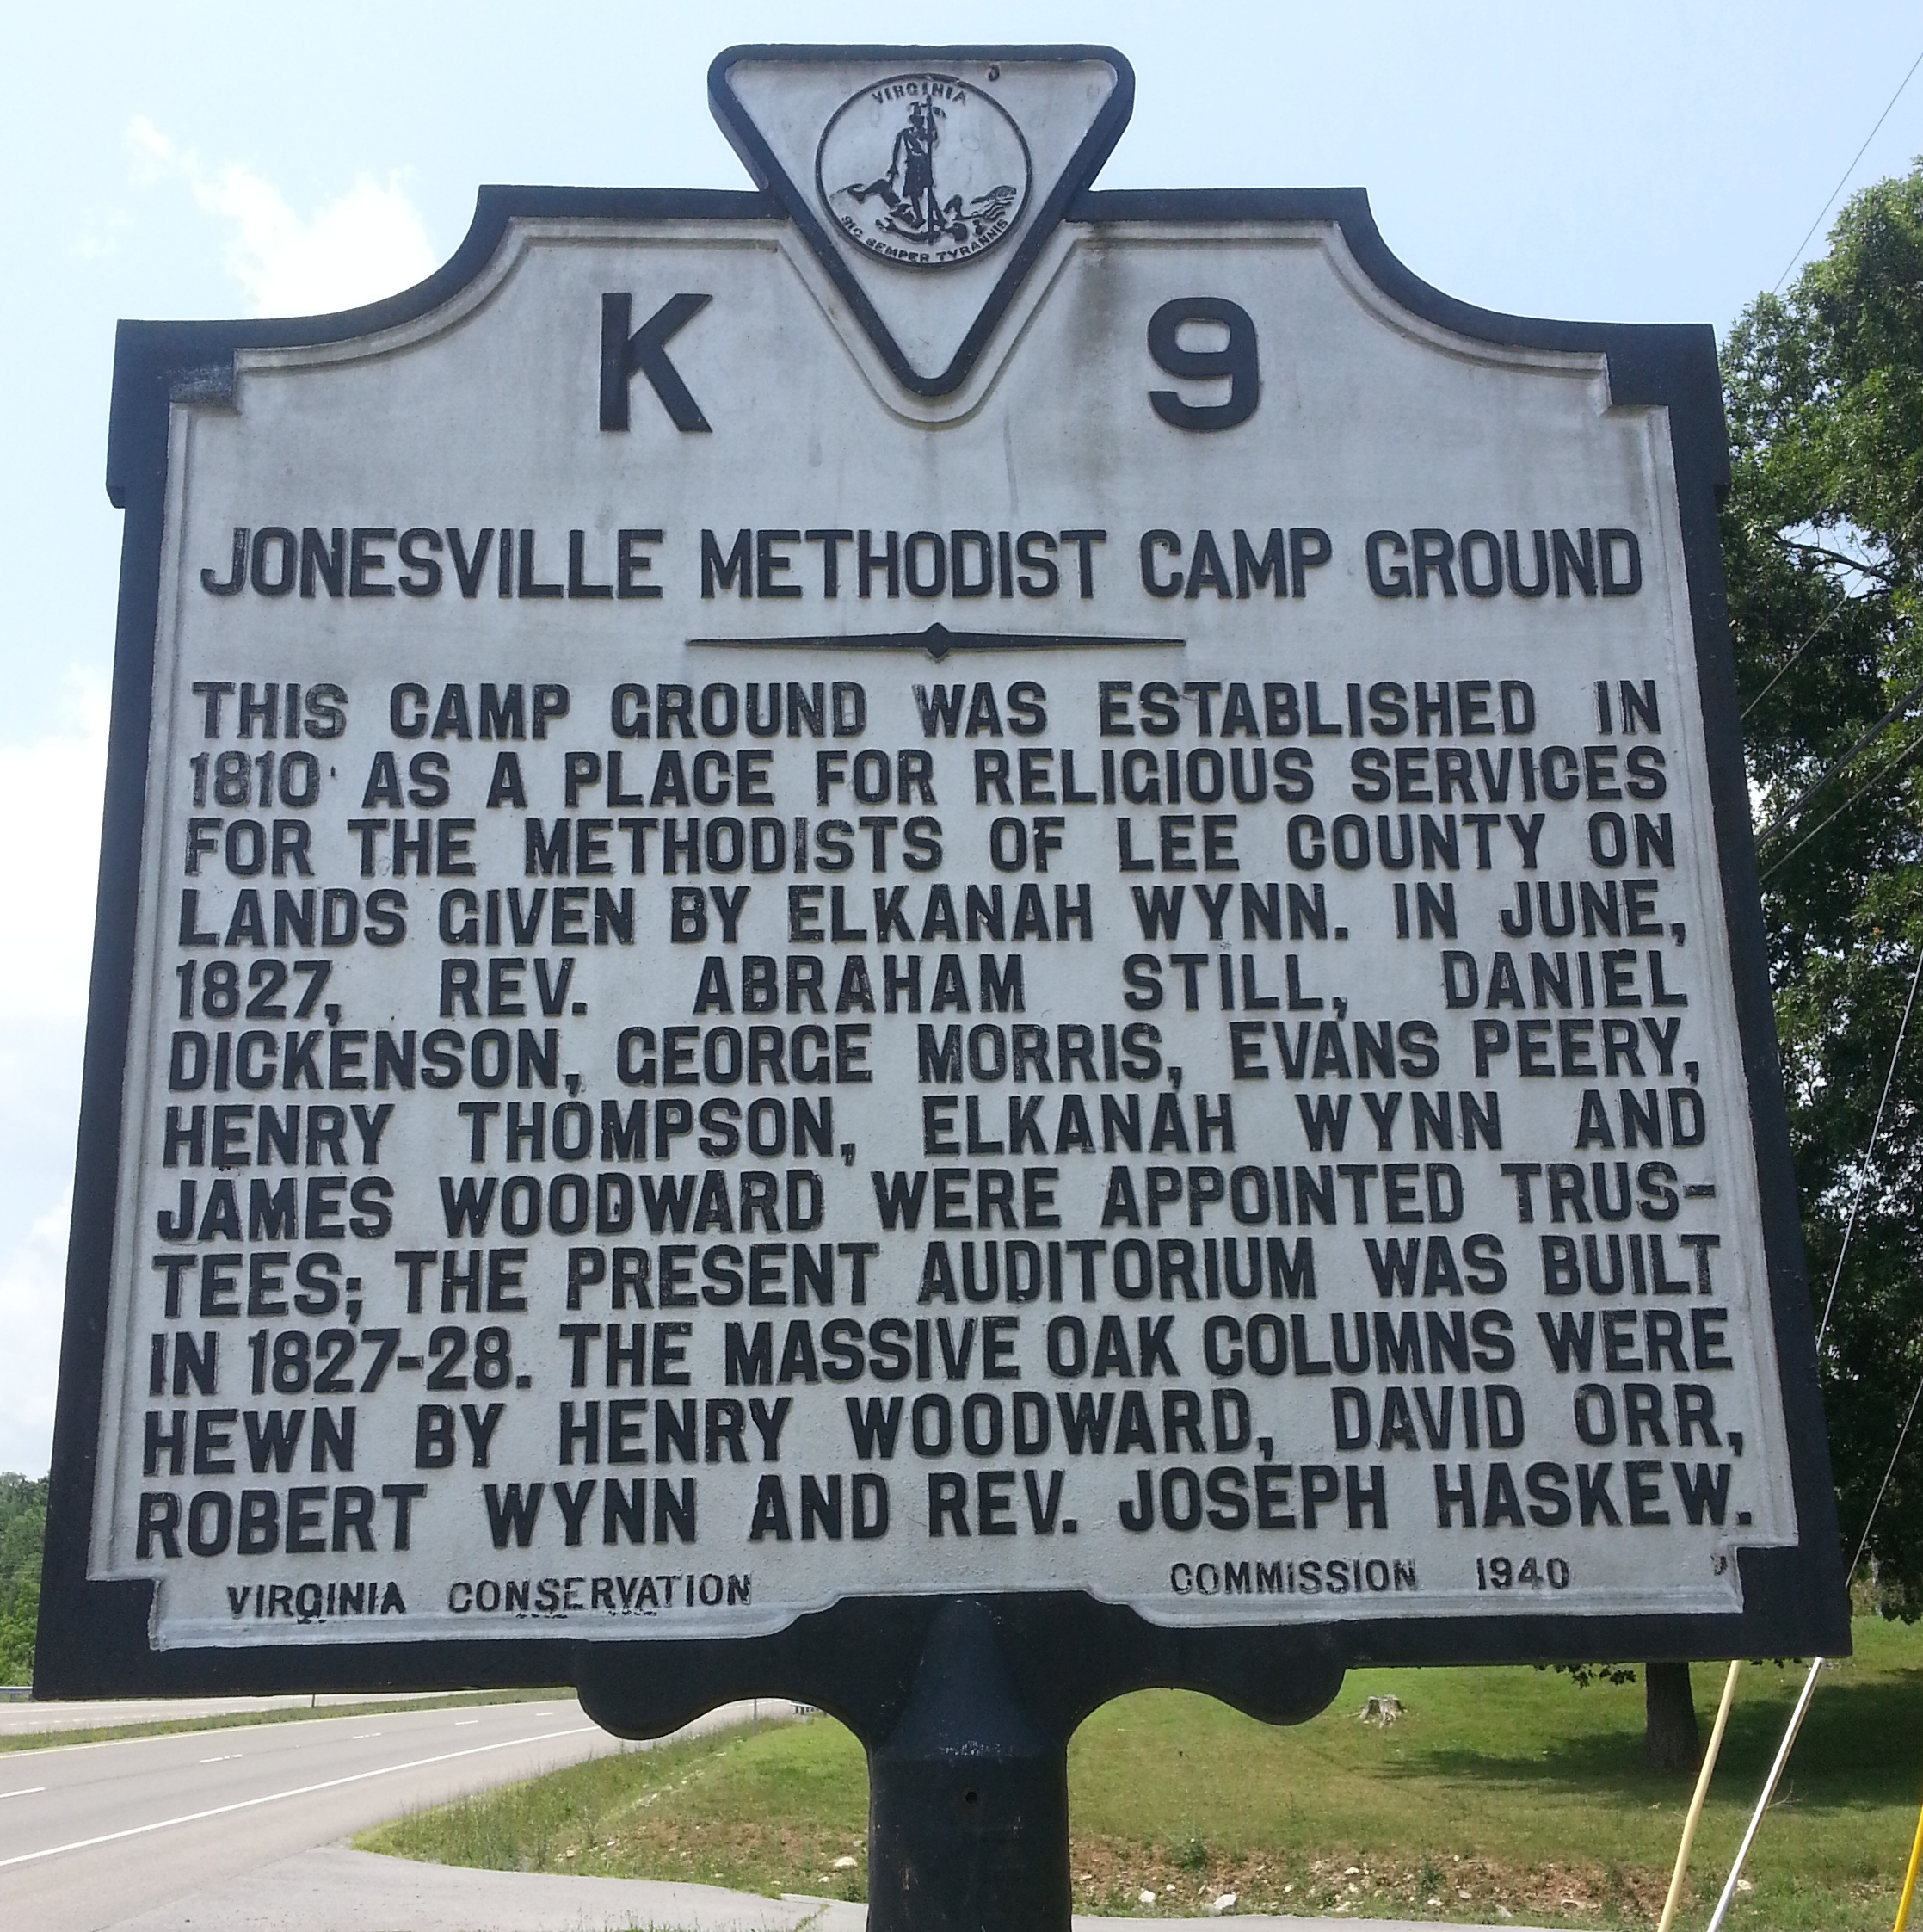 VIRGINIA
SIC SEMPER TYRANNIS
K 9
JONESVILLE METHODIST CAMP GROUND
THIS CAMP GROUND WAS ESTABLISHED IN
1810 AS A PLACE FOR RELIGIOUS SERVICES
FOR THE METHODISTS OF LEE COUNTY ON
LANDS GIVEN BY ELKANAH WYNN. IN JUNE,
1827, REV. ABRAHAM STILL, DANIEL
DICKENSON, GEORGE MORRIS, EVANS PEERY,
HENRY THOMPSON, ELKANAH WYNN AND
JAMES WOODWARD WERE APPOINTED TRUS-
TEES; THE PRESENT AUDITORIUM WAS BUILT
IN 1827-28. THE MASSIVE OAK COLUMNS WERE
HEWN BY HENRY WOODWARD, DAVID ORR,
ROBERT WYNN AND REV. JOSEPH HASKEW.
VIRGINIA CONSERVATION COMMISSION 1940